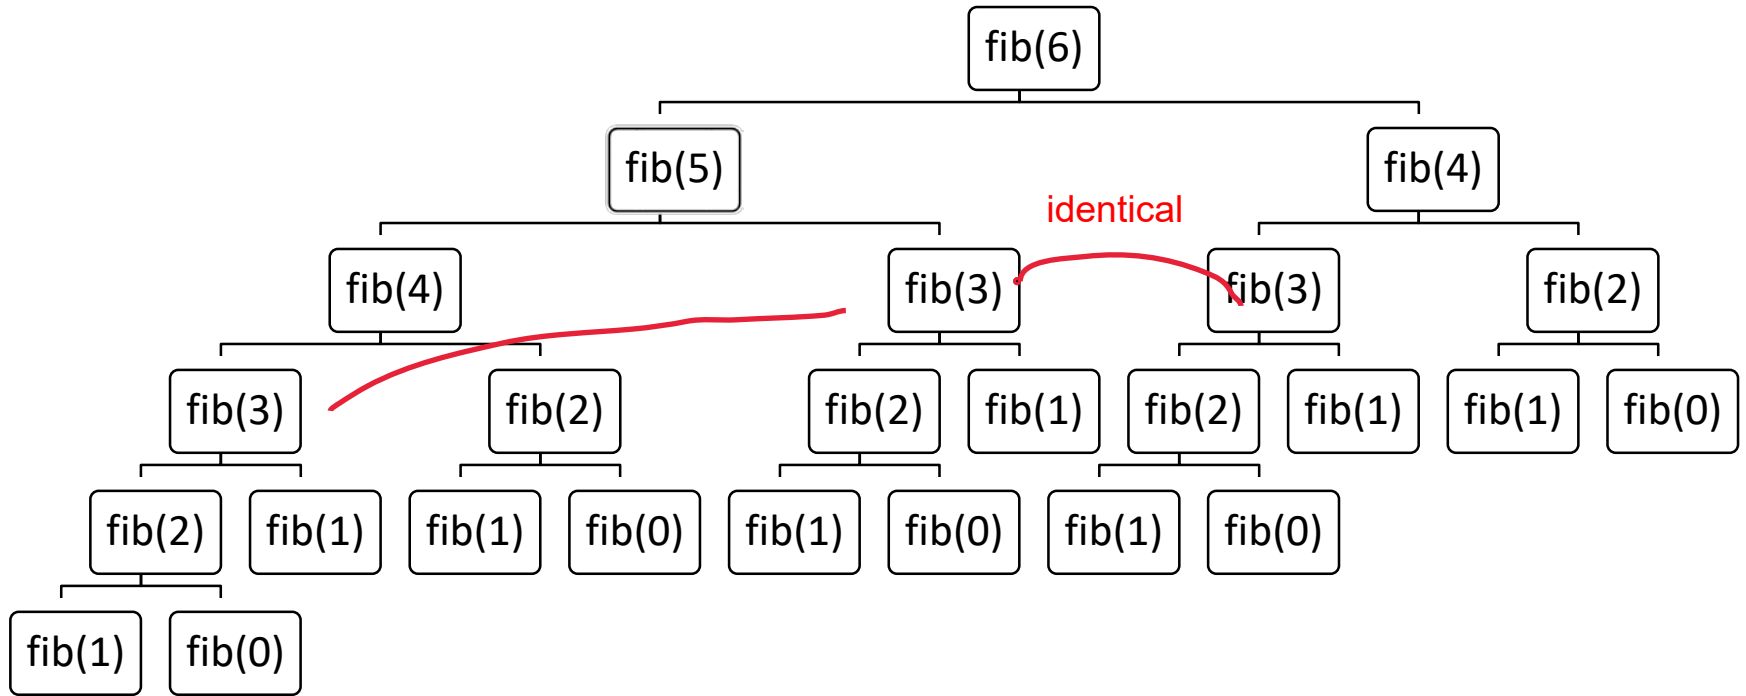 fib(6)
fib(5) fib(4)
identical
fib(4) fib(3) fib(3) fib(2)
fib(3) fib(2) fib(2) fib(1) fib(2) fib(1) fib(1) fib(0)
fib(2) fib(1) fib(1) fib(0) fib(1) fib(0) fib(1) fib(0)
fib(1) fib(0)